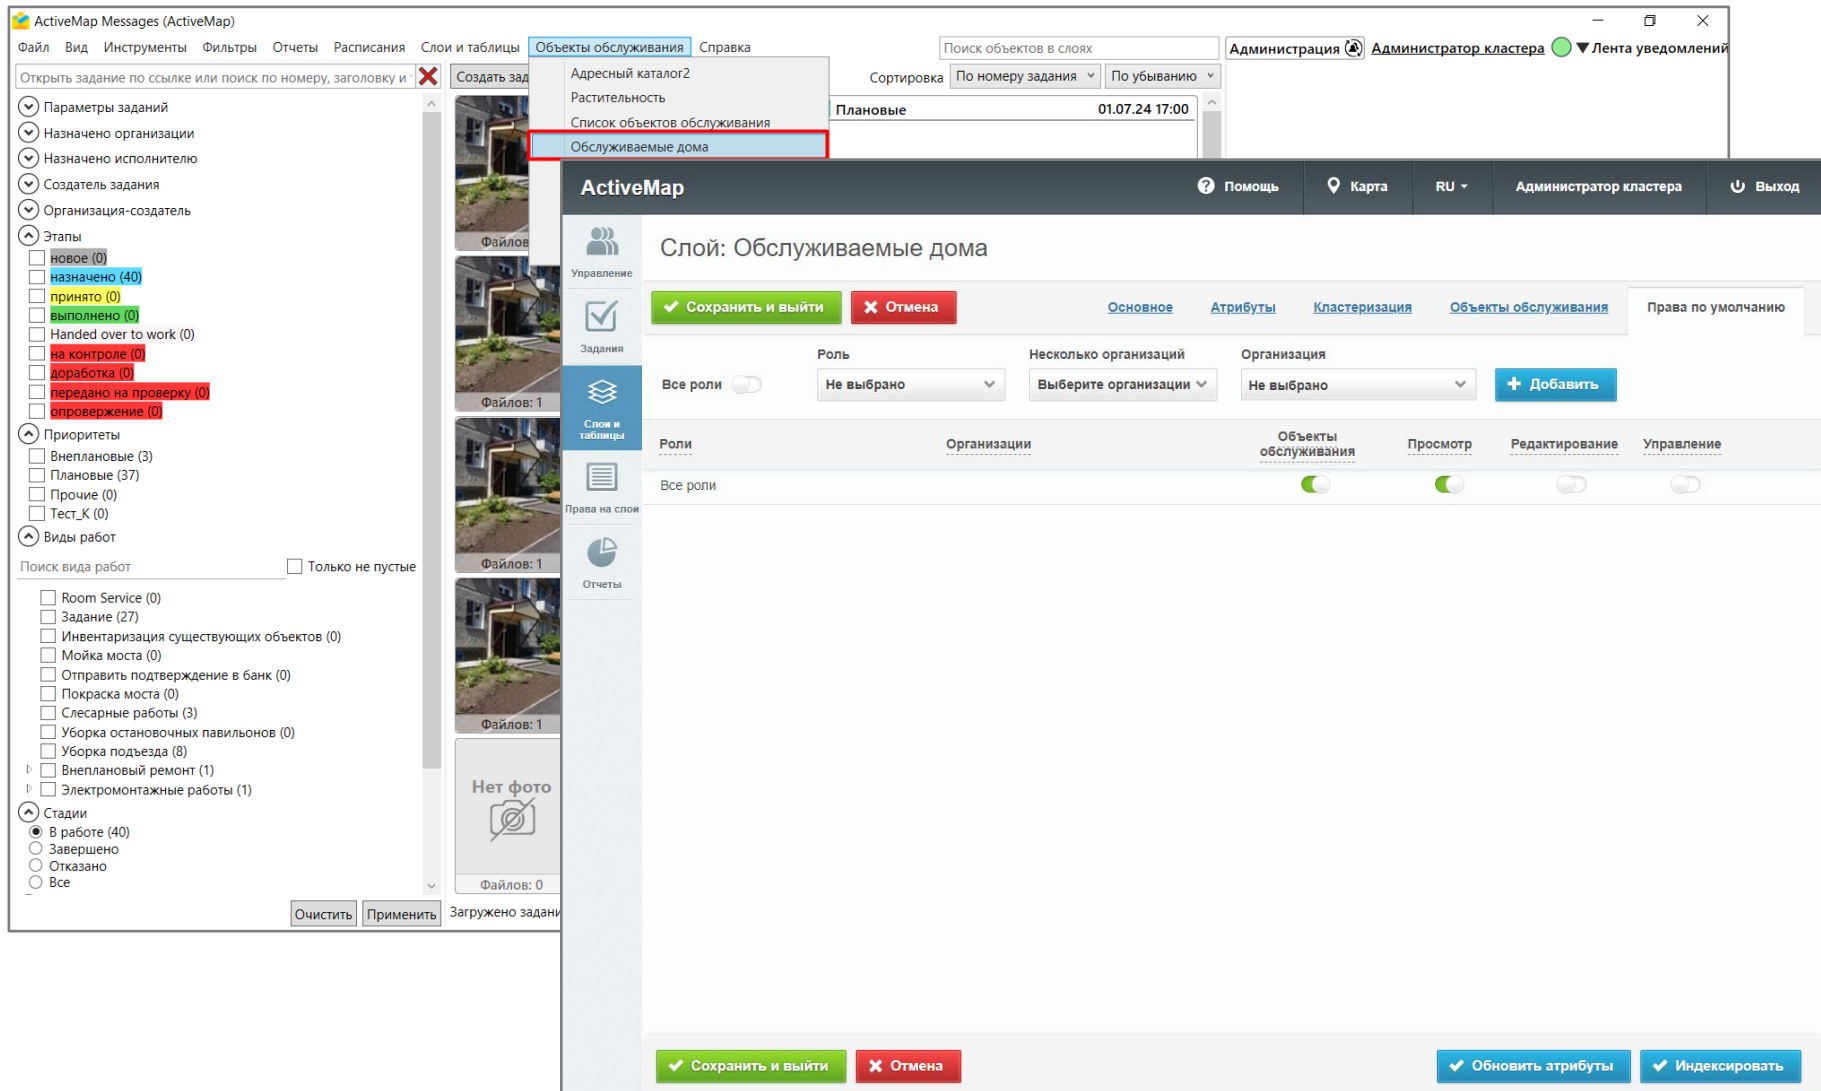 ActiveMap Messages (ActiveMap)
Файл Вид Инструменты Фильтры Отчеты Расписания Слои и таблицы Объекты обслуживания Справка
Поиск объектов в слоях
Администрация Администратор кластера ▼ Лента уведомлений
Открыть задание по ссылке или поиск по номеру, заголовку и
Создать зад
Сортировка По номеру задания По убыванию
Адресный каталог2
Растительность
Список объектов обслуживания
Обслуживаемые дома
Плановые 01.07.24 17:00
Параметры заданий
Назначено организации
Назначено исполнителю
Создатель задания
Организация-создатель
Этапы
новое (0)
назначено (40)
принято (0)
выполнено (0)
Handed over to work (0)
на контроле (0)
доработка (0)
передано на проверку (0)
опровержение (0)
Приоритеты
Внеплановые (3)
Плановые (37)
Прочие (0)
Тест_К (0)
Виды работ
Поиск вида работ
Только не пустые
Room Service (0)
Задание (27)
Инвентаризация существующих объектов (0)
Мойка моста (0)
Отправить подтверждение в банк (0)
Покраска моста (0)
Слесарные работы (3)
Уборка остановочных павильонов (0)
Уборка подъезда (8)
Внеплановый ремонт (1)
Электромонтажные работы (1)
Стадии
В работе (40)
Завершено
Отказано
Все
Очистить Применить
Файлов
Файлов: 1
Файлов: 1
Файлов: 1
Нет фото
Файлов: 0
Загружено задани
ActiveMap
Помощь Карта RU Администратор кластера Выход
Управление
Задания
Слои и
таблицы
Права на слои
Отчеты
Слой: Обслуживаемые дома
Сохранить и выйти Отмена
Основное Атрибуты Кластеризация Объекты обслуживания Права по умолчанию
Все роли
Роль
Не выбрано
Несколько организаций
Выберите организации
Организация
Не выбрано
Добавить
Роли Организации Объекты обслуживания Просмотр Редактирование Управление
Все роли
Сохранить и выйти Отмена
Обновить атрибуты Индексировать